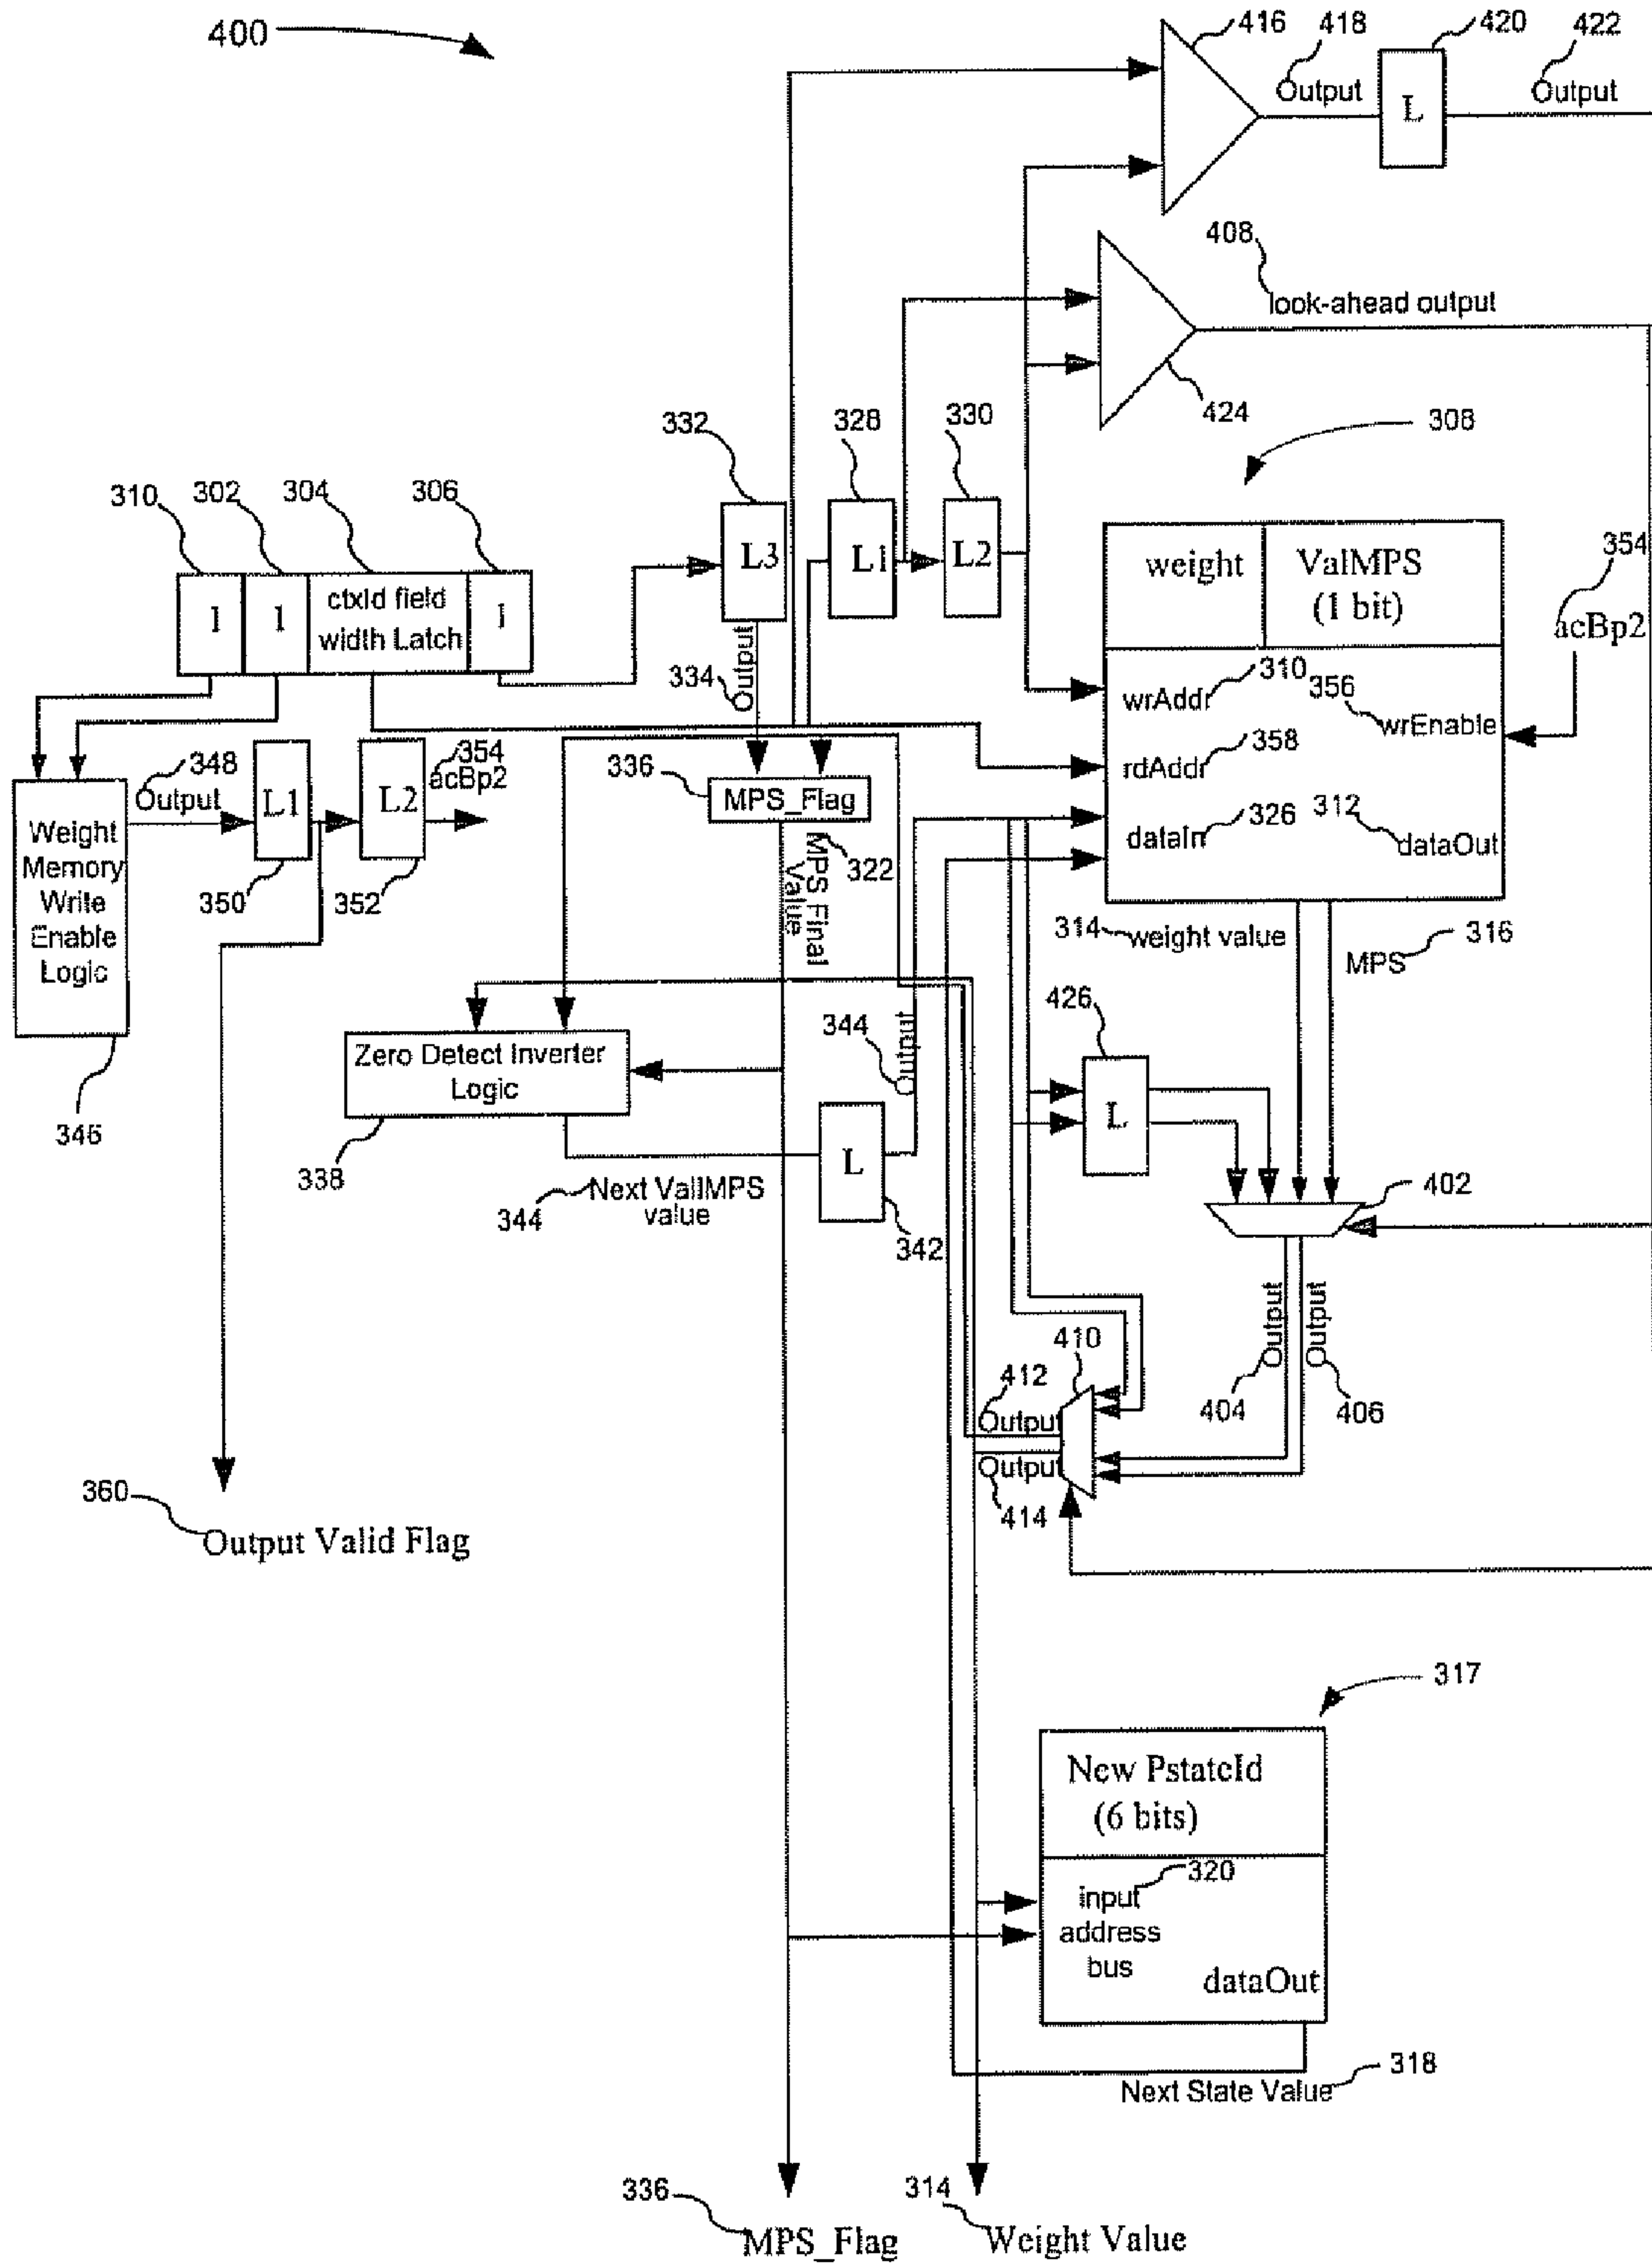 400
416
418
420
422
Output
L
Output
408
look-ahead output
424
332
328
330
308
310
302
304
306
L3
L1
L2
weight
ValMPS
(1 bit)
354
acBp2
1
1
ctxId field
width Latch
1
334
Output
wrAddr
310
356
wrEnable
rdAddr
358
348
Output
L1
L2
354
acBp2
336
MPS_Flag
dataIn
326
312
dataOut
Weight
Memory
Write
Enable
Logic
350
352
MPS Final
Value
322
314
weight value
MPS
316
346
Zero Detect Inverter
Logic
338
344
Output
426
L
344
Next ValIMPS
value
L
342
402
410
412
Output
Output
414
Output
404
Output
406
360
Output Valid Flag
317
New PstateId
(6 bits)
320
input
address
bus
dataOut
318
Next State Value
336
MPS_Flag
314
Weight Value